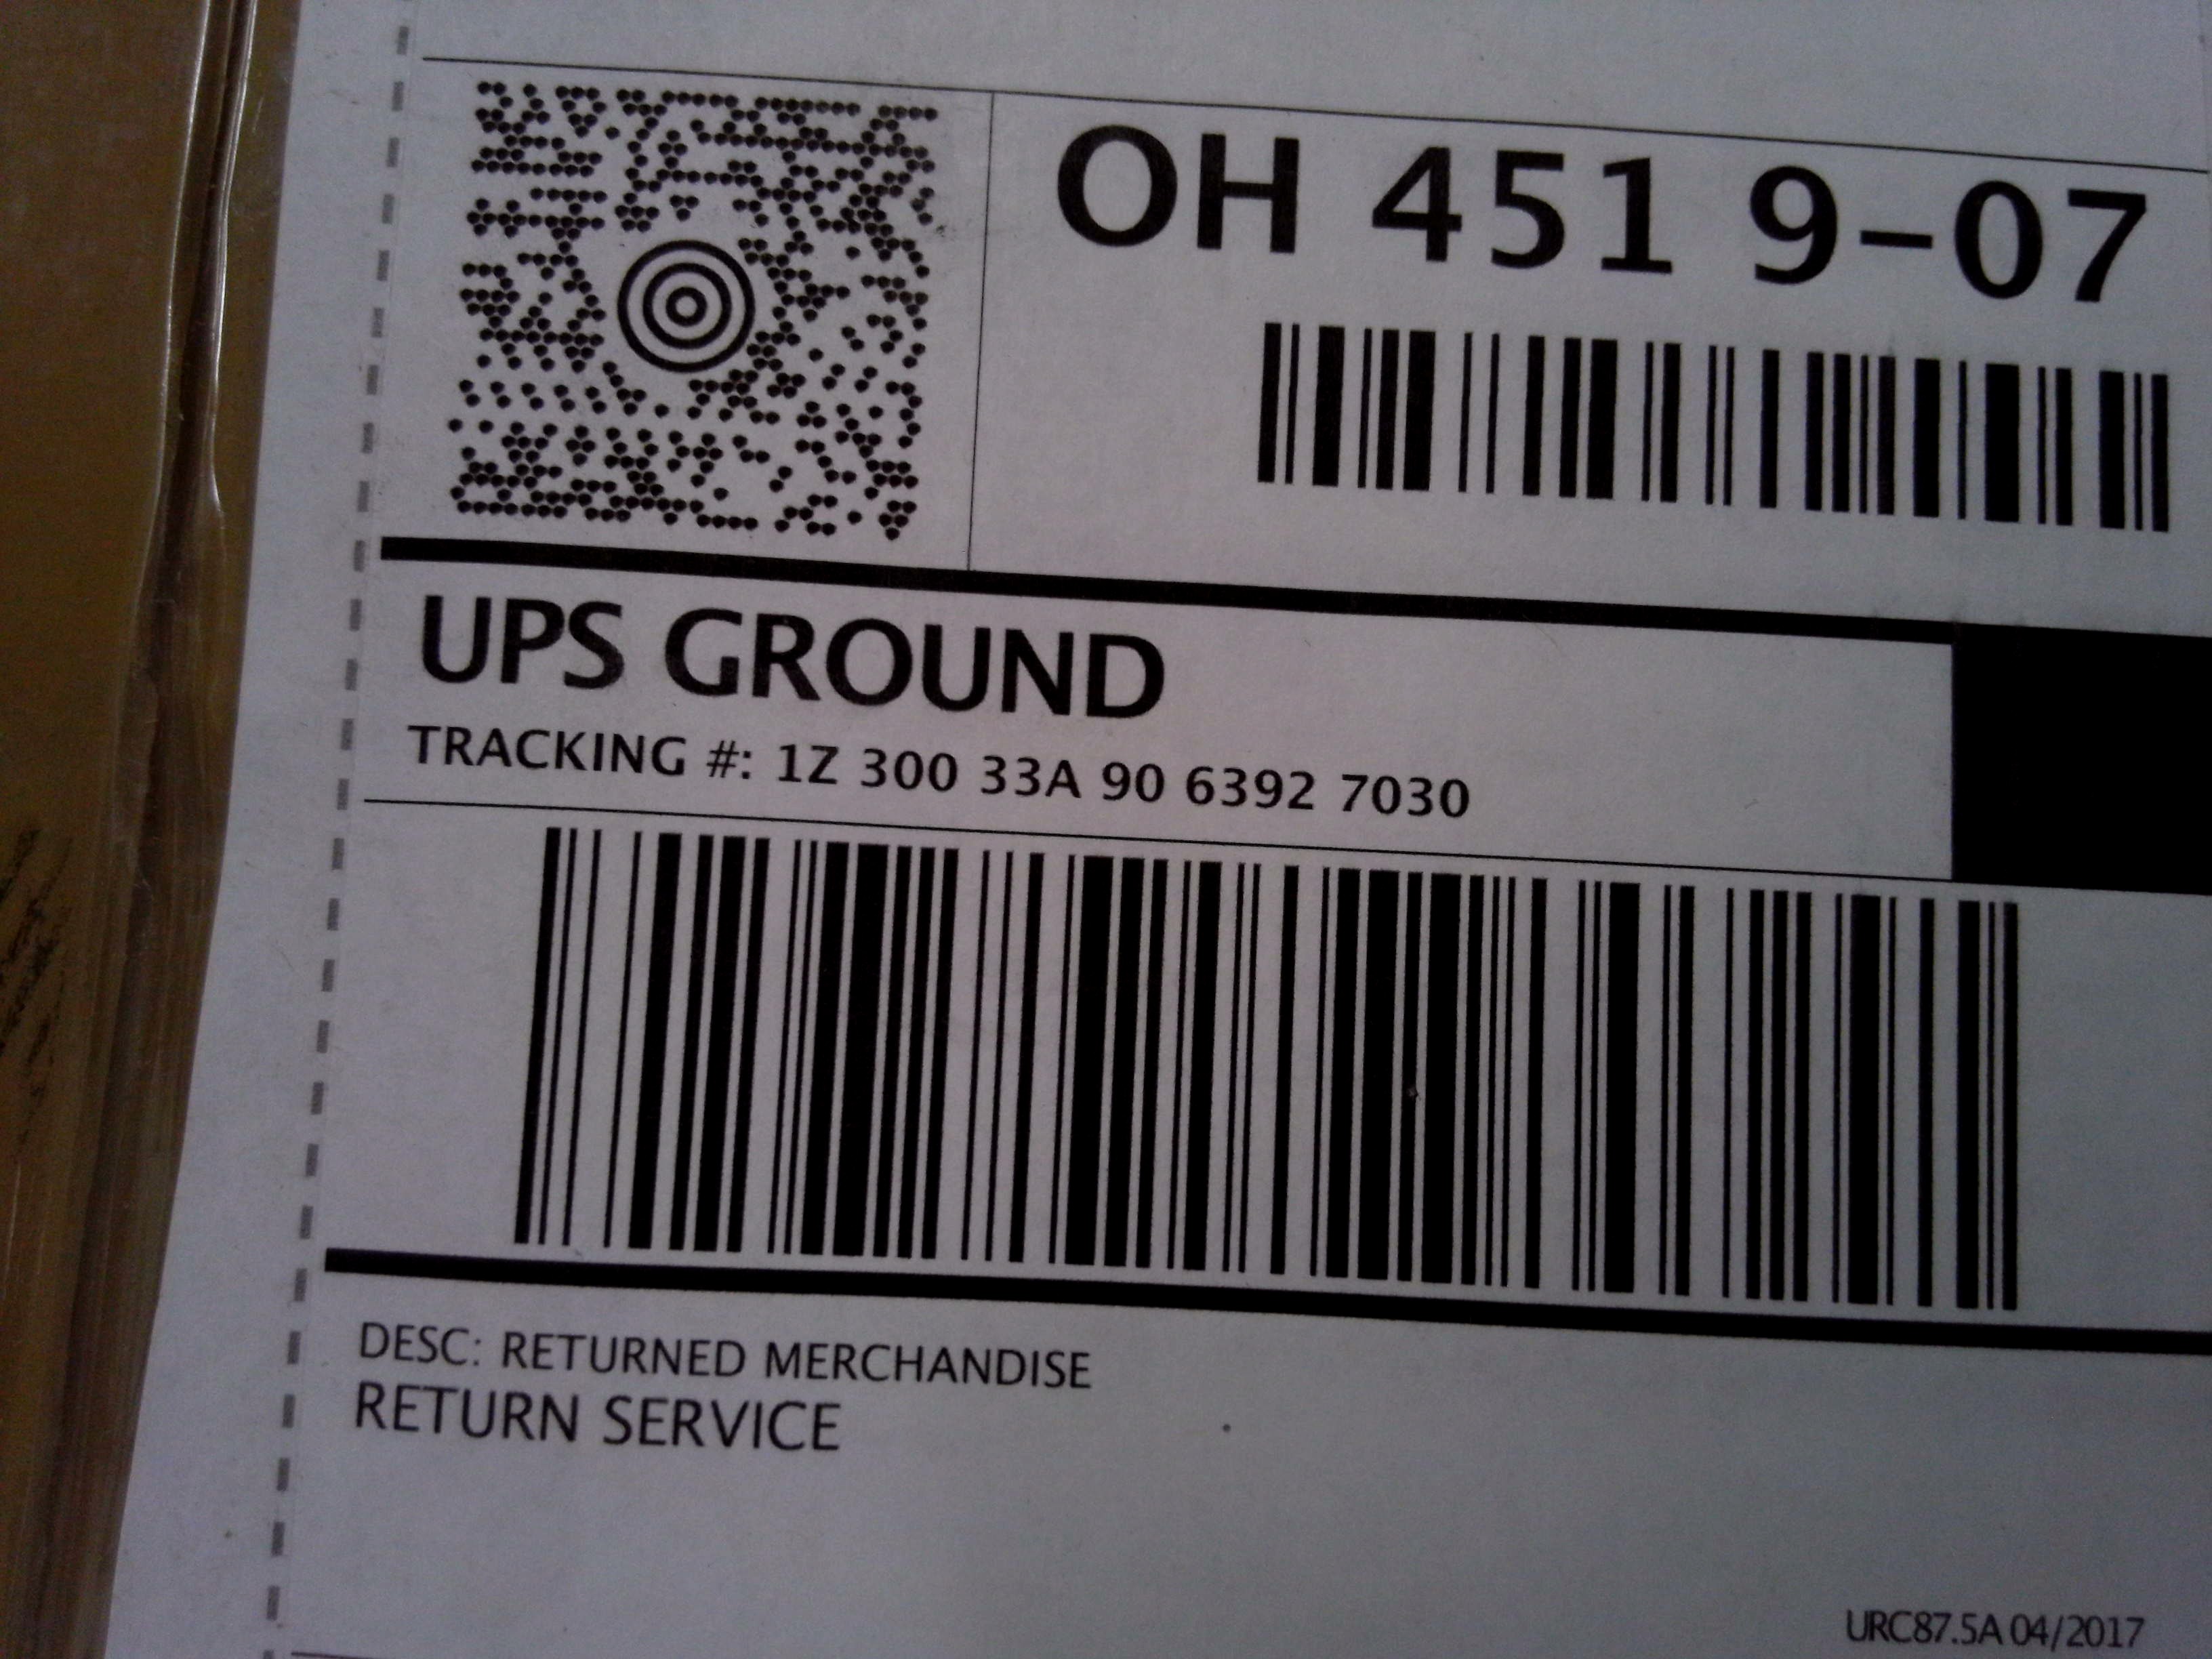 OH 451 9-07
UPS GROUND
TRACKING #: 1Z 300 33A 90 6392 7030
DESC: RETURNED MERCHANDISE
RETURN SERVICE
URC87.5A 04/2017